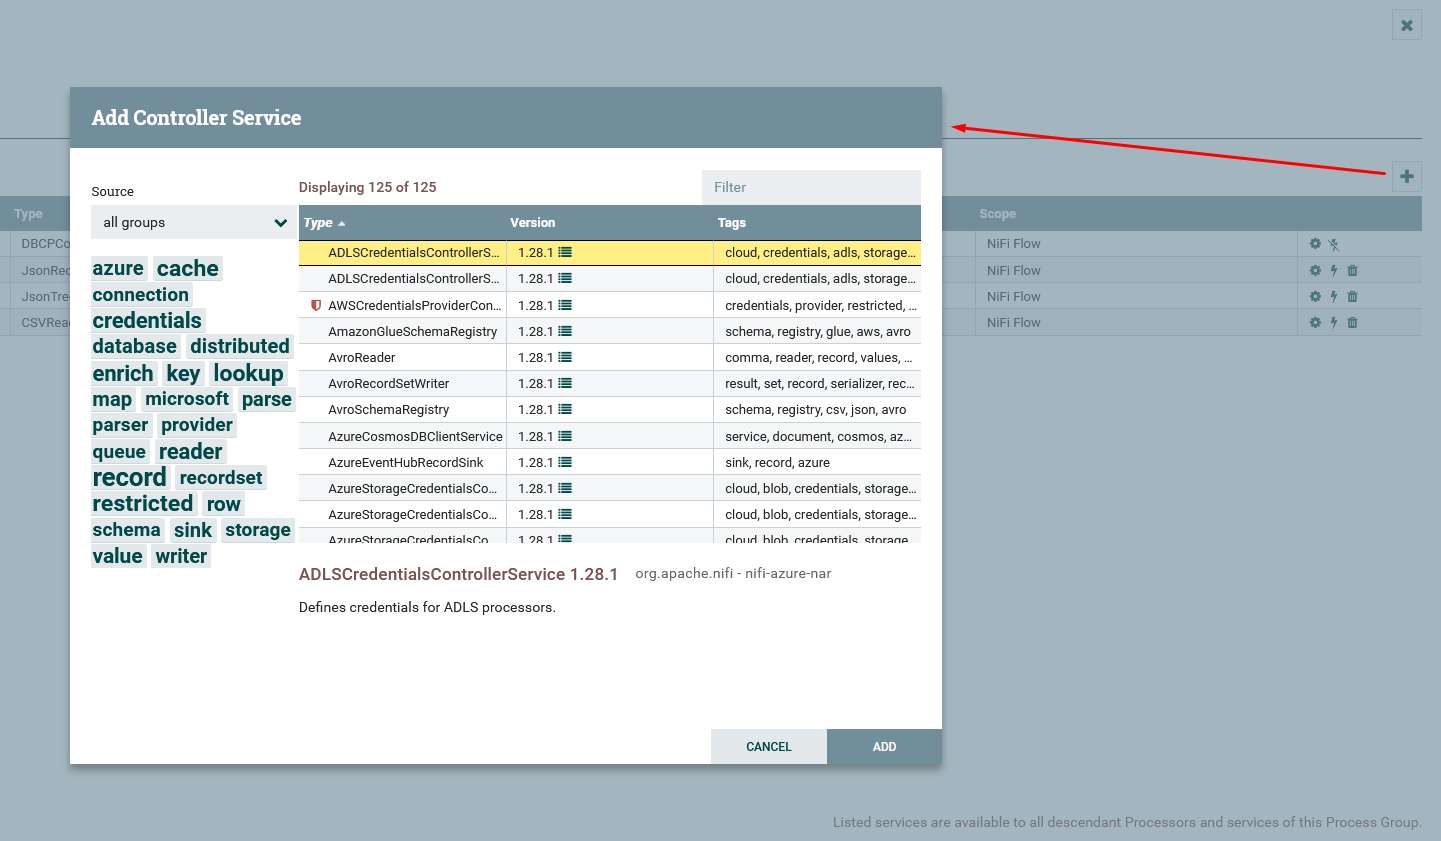 Add Controller Service
Source
all groups
azure cache
connection
credentials
database distributed
enrich key lookup
map microsoft parse
parser provider
queue reader
record recordset
restricted row
schema sink storage
value writer
Displaying 125 of 125
Filter
Type Version Tags
ADLSCredentialsControllerS... 1.28.1 cloud, credentials, adls, storage...
ADLSCredentialsControllerS... 1.28.1 cloud, credentials, adls, storage...
AWSCredentialsProviderCon... 1.28.1 credentials, provider, restricted, ...
AmazonGlueSchemaRegistry 1.28.1 schema, registry, glue, aws, avro
AvroReader 1.28.1 comma, reader, record, values, ...
AvroRecordSetWriter 1.28.1 result, set, record, serializer, rec...
AvroSchemaRegistry 1.28.1 schema, registry, csv, json, avro
AzureCosmosDBClientService 1.28.1 service, document, cosmos, az...
AzureEventHubRecordSink 1.28.1 sink, record, azure
AzureStorageCredentialsCo... 1.28.1 cloud, blob, credentials, storage...
AzureStorageCredentialsCo... 1.28.1 cloud, blob, credentials, storage...
AzureStorageCredentialsCo... 1.28.1 cloud, blob, credentials, storage...
ADLSCredentialsControllerService 1.28.1 org.apache.nifi - nifi-azure-nar
Defines credentials for ADLS processors.
CANCEL ADD
Type Scope
DBCPCo NiFi Flow
JsonRec NiFi Flow
JsonTre NiFi Flow
CSVRea NiFi Flow
Listed services are available to all descendant Processors and services of this Process Group.